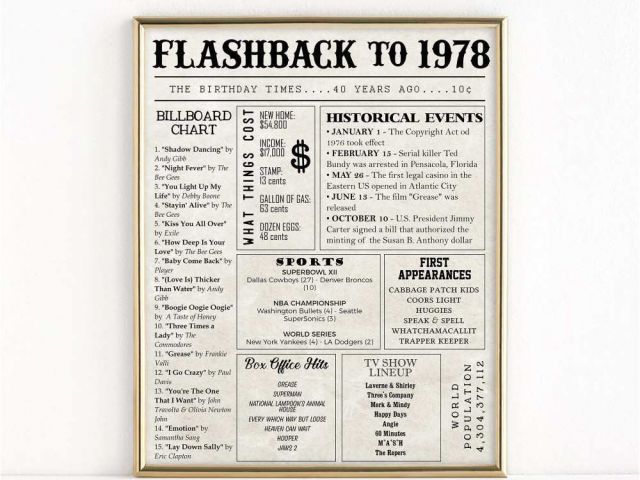 FLASHBACK TO 1978
THE BIRTHDAY TIMES....40 YEARS AGO....10¢
BILLBOARD
CHART
1. "Shadow Dancing" by
Andy Gibb
2. "Night Fever" by The
Bee Gees
3. "You Light Up My
Life" by Debby Boone
4. "Stayin' Alive" by The
Bee Gees
5. "Kiss You All Over"
by Exile
6. "How Deep Is Your
Love" by The Bee Gees
7. "Baby Come Back" by
Player
8. "(Love Is) Thicker
Than Water" by Andy
Gibb
9. "Boogie Oogie Oogie"
by A Taste of Honey
10. "Three Times a
Lady" by The
Commodores
11. "Grease" by Frankie
Valli
12. "I Go Crazy" by Paul
Davis
13. "You're The One
That I Want" by John
Travolta & Olivia Newton
John
14. "Emotion" by
Samantha Sang
15. "Lay Down Sally" by
Eric Clapton
WHAT THINGS COST
NEW HOME:
$54,800
INCOME:
$17,000
STAMP:
13 cents
GALLON OF GAS:
63 cents
DOZEN EGGS:
48 cents
$
HISTORICAL EVENTS
• JANUARY 1 - The Copyright Act od
1976 took effect
• FEBRUARY 15 - Serial killer Ted
Bundy was arrested in Pensacola, Florida
• MAY 26 - The first legal casino in the
Eastern US opened in Atlantic City
• JUNE 13 - The film "Grease" was
released
• OCTOBER 10 - U.S. President Jimmy
Carter signed a bill that authorized the
minting of the Susan B. Anthony dollar
SPORTS
SUPERBOWL XII
Dallas Cowboys (27) - Denver Broncos
(10)
NBA CHAMPIONSHIP
Washington Bullets (4) - Seattle
SuperSonics (3)
WORLD SERIES
New York Yankees (4) - LA Dodgers (2)
FIRST
APPEARANCES
CABBAGE PATCH KIDS
COORS LIGHT
HUGGIES
SPEAK & SPELL
WHATCHAMACALLIT
TRAPPER KEEPER
Box Office Hits
GREASE
SUPERMAN
NATIONAL LAMPOON'S ANIMAL
HOUSE
EVERY WHICH WAY BUT LOOSE
HEAVEN CAN WAIT
HOOPER
JAWS 2
TV SHOW
LINEUP
Laverne & Shirley
Three's Company
Mork & Mindy
Happy Days
Angie
60 Minutes
M*A*S*H
The Ropers
WORLD
POPULATION
4,304,377,112